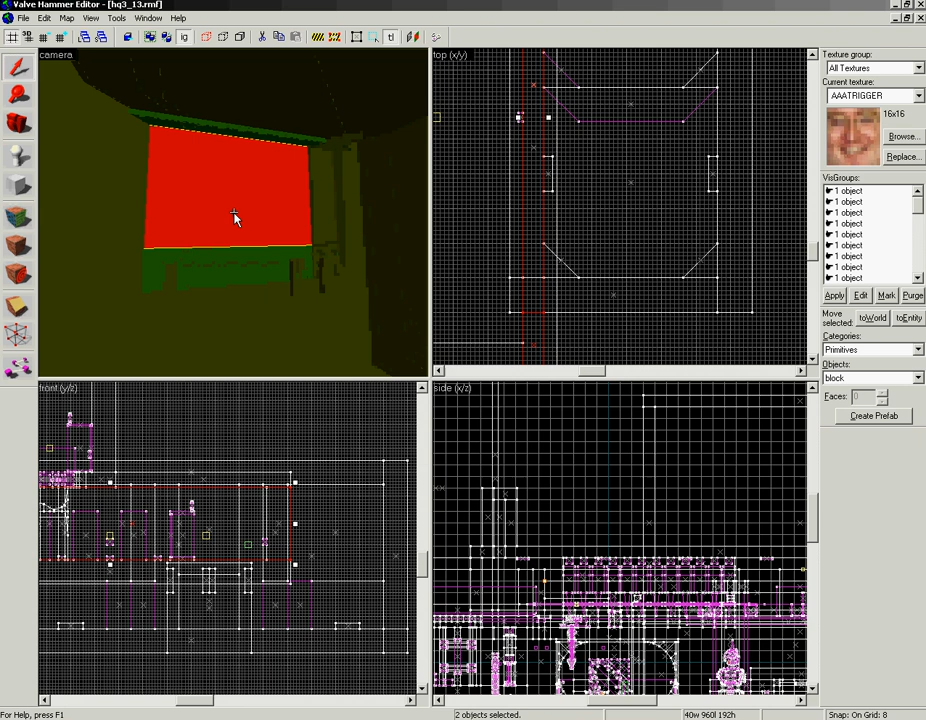 Valve Hammer Editor - [hq3_13.rmf]
File Edit Map View Tools Window Help
3D
ig
tl
camera
top (x/y)
front (y/z)
side (x/z)
Texture group:
All Textures
Current texture:
AAATRIGGER
16x16
Browse...
Replace...
VisGroups:
1 object
1 object
1 object
1 object
1 object
1 object
1 object
1 object
1 object
Apply Edit Mark Purge
Move
selected:
toWorld toEntity
Categories:
Primitives
Objects:
block
Faces: 0
Create Prefab
For Help, press F1
2 objects selected.
40w 960l 192h
Snap: On Grid: 8